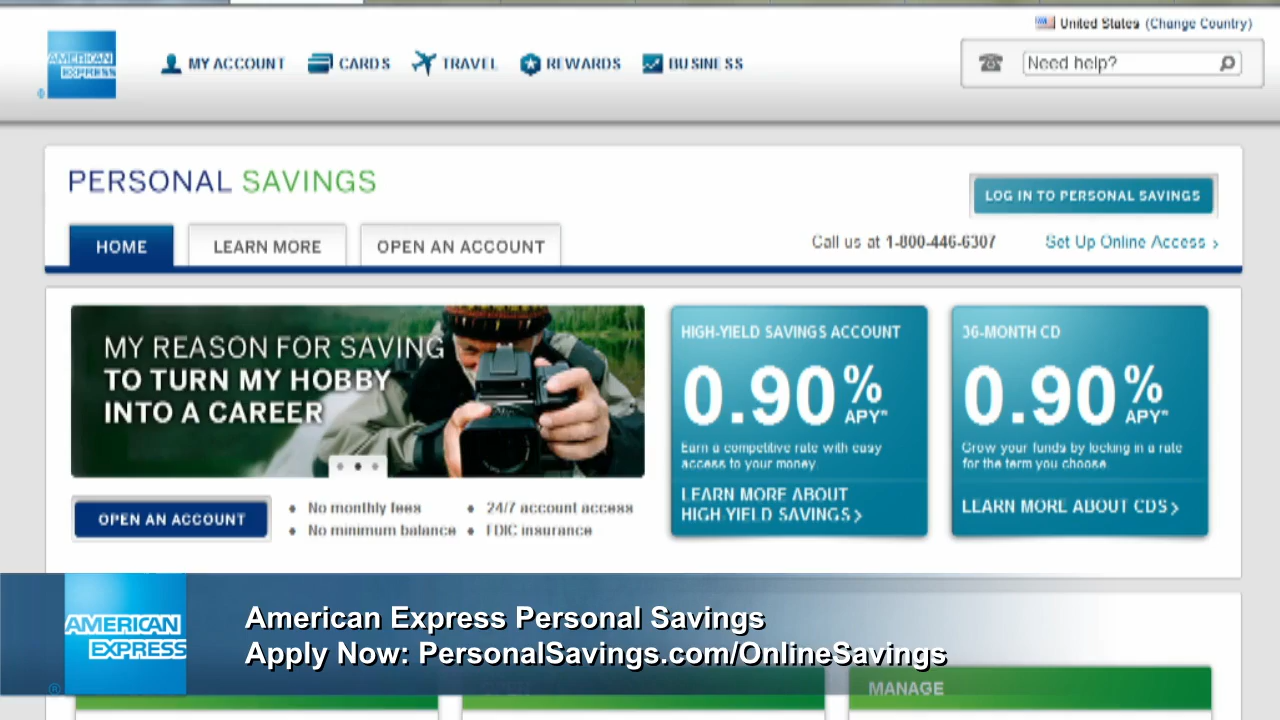 United States (Change Country)
AMERICAN
EXPRESS
®
MY ACCOUNT
CARDS
TRAVEL
REWARDS
BUSINESS
Need help?
PERSONAL SAVINGS
LOG IN TO PERSONAL SAVINGS
HOME
LEARN MORE
OPEN AN ACCOUNT
Call us at 1-800-446-6307
Set Up Online Access ›
MY REASON FOR SAVING
TO TURN MY HOBBY
INTO A CAREER
HIGH-YIELD SAVINGS ACCOUNT
0.90%
APY*
Earn a competitive rate with easy
access to your money.
LEARN MORE ABOUT
HIGH YIELD SAVINGS ›
36-MONTH CD
0.90%
APY*
Grow your funds by locking in a rate
for the term you choose.
LEARN MORE ABOUT CDS ›
OPEN AN ACCOUNT
• No monthly fees
• 24/7 account access
• No minimum balance
• FDIC insurance
AMERICAN
EXPRESS
®
American Express Personal Savings
Apply Now: PersonalSavings.com/OnlineSavings
MANAGE